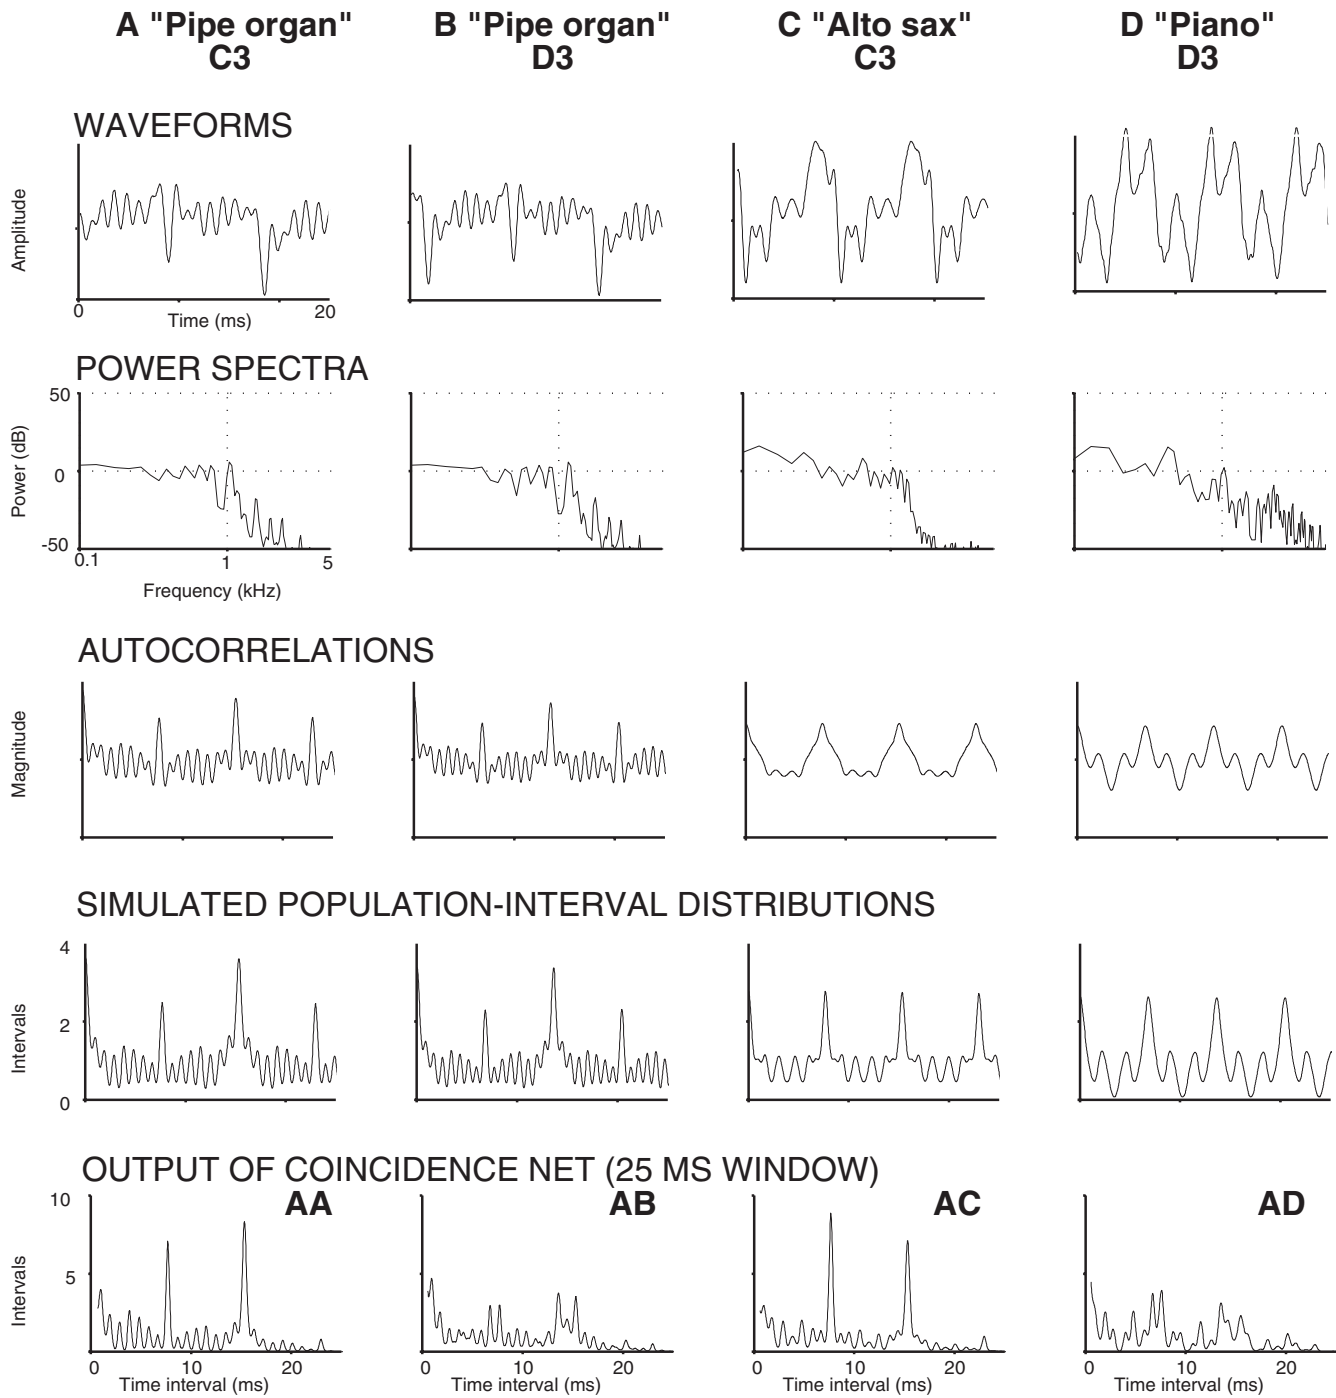 A "Pipe organ" B "Pipe organ" C "Alto sax" D "Piano"
C3 D3 C3 D3
WAVEFORMS
Amplitude
0 20
Time (ms)
POWER SPECTRA
50
0
-50
Power (dB)
0.1 1 5
Frequency (kHz)
AUTOCORRELATIONS
Magnitude
SIMULATED POPULATION-INTERVAL DISTRIBUTIONS
4
2
0
Intervals
OUTPUT OF COINCIDENCE NET (25 MS WINDOW)
10 AA AB AC AD
5
Intervals
0 10 20 0 10 20 0 10 20 0 10 20
Time interval (ms) Time interval (ms) Time interval (ms) Time interval (ms)